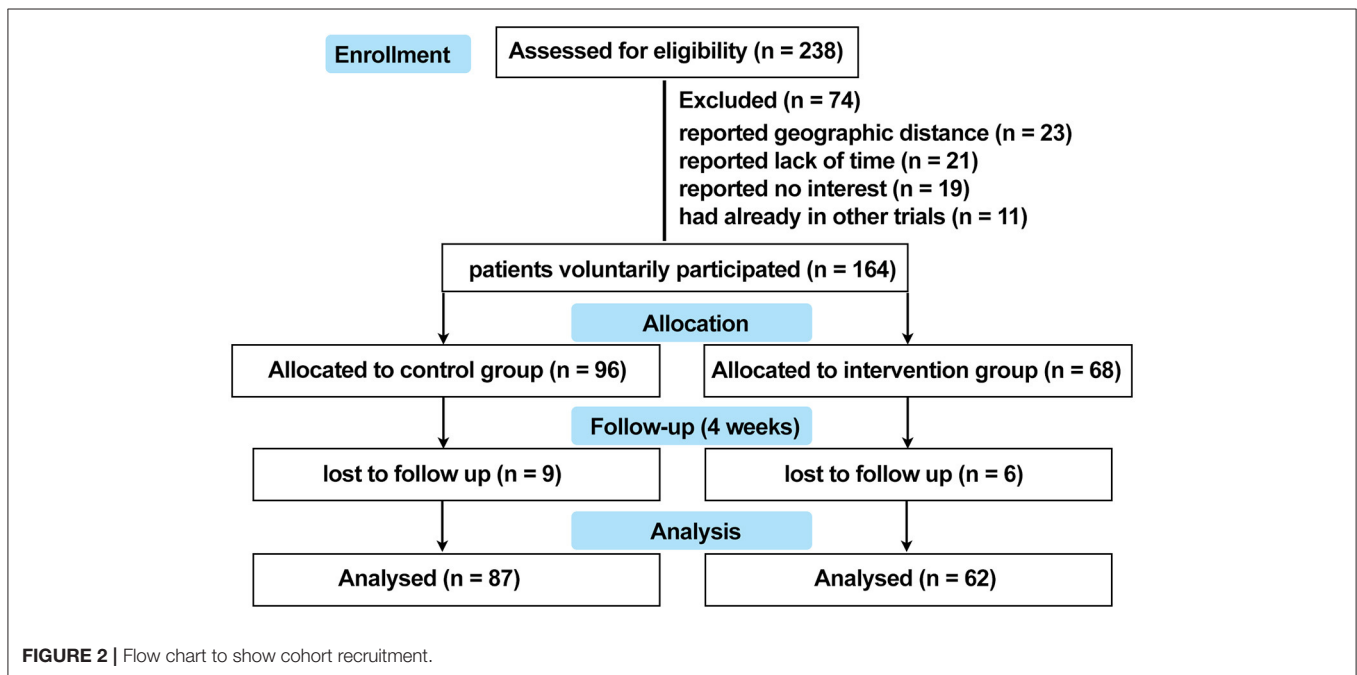 Enrollment
Assessed for eligibility (n = 238)
Excluded (n = 74)
reported geographic distance (n = 23)
reported lack of time (n = 21)
reported no interest (n = 19)
had already in other trials (n = 11)
patients voluntarily participated (n = 164)
Allocation
Allocated to control group (n = 96)
Allocated to intervention group (n = 68)
Follow-up (4 weeks)
lost to follow up (n = 9)
lost to follow up (n = 6)
Analysis
Analysed (n = 87)
Analysed (n = 62)
FIGURE 2 | Flow chart to show cohort recruitment.